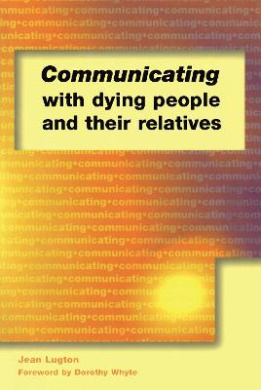 Communicating
with dying people
and their relatives
Jean Lugton
Foreword by Dorothy Whyte